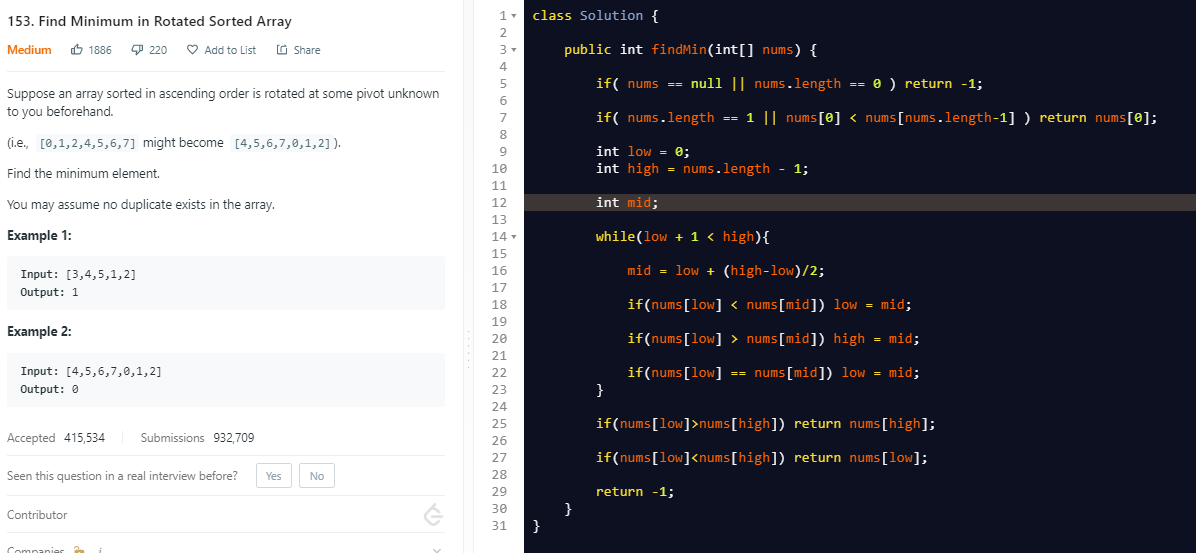 153. Find Minimum in Rotated Sorted Array
Medium 1886 220 Add to List Share
Suppose an array sorted in ascending order is rotated at some pivot unknown
to you beforehand.
(i.e., [0,1,2,4,5,6,7] might become [4,5,6,7,0,1,2]).
Find the minimum element.
You may assume no duplicate exists in the array.
Example 1:
Input: [3,4,5,1,2]
Output: 1
Example 2:
Input: [4,5,6,7,0,1,2]
Output: 0
Accepted 415,534 Submissions 932,709
Seen this question in a real interview before? Yes No
Contributor
Companies i
1 class Solution {
2
3 public int findMin(int[] nums) {
4
5 if( nums == null || nums.length == 0 ) return -1;
6
7 if( nums.length == 1 || nums[0] < nums[nums.length-1] ) return nums[0];
8
9 int low = 0;
10 int high = nums.length - 1;
11
12 int mid;
13
14 while(low + 1 < high){
15
16 mid = low + (high-low)/2;
17
18 if(nums[low] < nums[mid]) low = mid;
19
20 if(nums[low] > nums[mid]) high = mid;
21
22 if(nums[low] == nums[mid]) low = mid;
23 }
24
25 if(nums[low]>nums[high]) return nums[high];
26
27 if(nums[low]<nums[high]) return nums[low];
28
29 return -1;
30 }
31 }